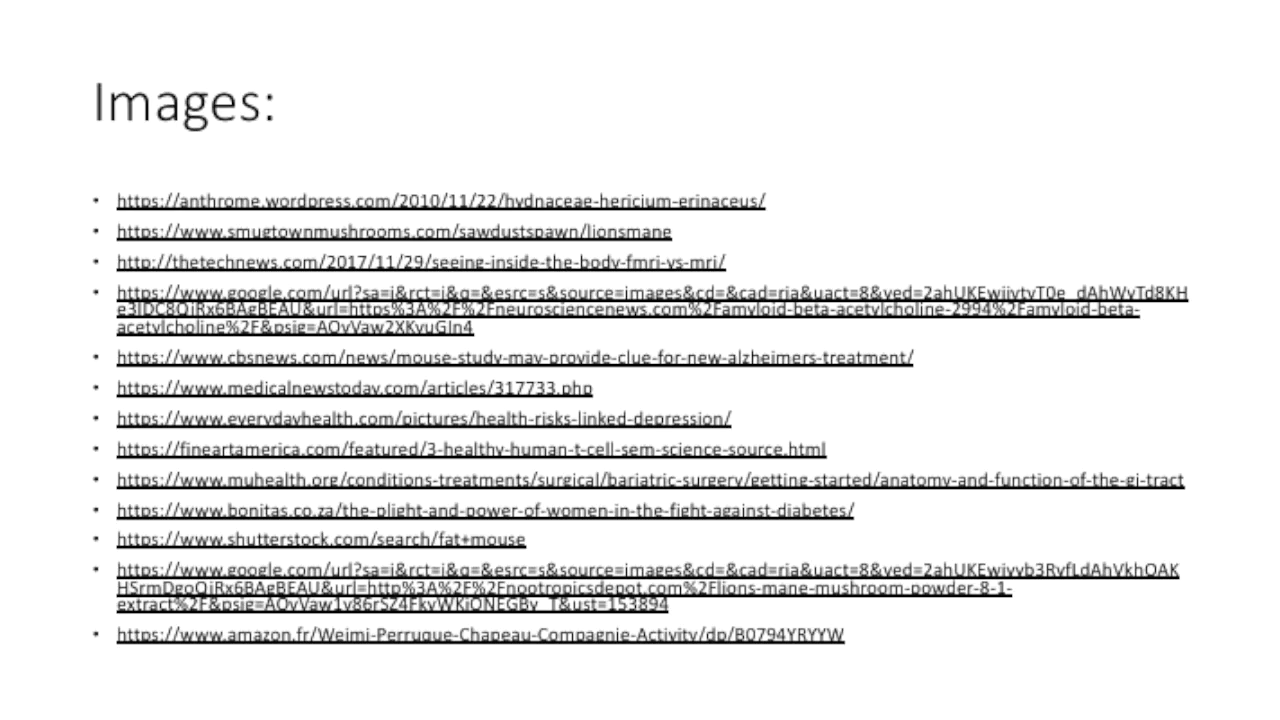 Images:
• https://anthrome.wordpress.com/2010/11/22/hydnaceae-hericium-erinaceus/
• https://www.smugtownmushrooms.com/sawdustspawn/lionsmane
• http://thetechnews.com/2017/11/29/seeing-inside-the-body-fmri-vs-mri/
• https://www.google.com/url?sa=i&rct=j&q=&esrc=s&source=images&cd=&cad=rja&uact=8&ved=2ahUKEwjjytyT0e_dAhWvTd8KH
e3IDC8QjRx6BAgBEAU&url=https%3A%2F%2Fneurosciencenews.com%2Famyloid-beta-acetylcholine-2994%2Famyloid-beta-
acetylcholine%2F&psig=AOvVaw2XKyuGIn4
• https://www.cbsnews.com/news/mouse-study-may-provide-clue-for-new-alzheimers-treatment/
• https://www.medicalnewstoday.com/articles/317733.php
• https://www.everydayhealth.com/pictures/health-risks-linked-depression/
• https://fineartamerica.com/featured/3-healthy-human-t-cell-sem-science-source.html
• https://www.muhealth.org/conditions-treatments/surgical/bariatric-surgery/getting-started/anatomy-and-function-of-the-gi-tract
• https://www.bonitas.co.za/the-plight-and-power-of-women-in-the-fight-against-diabetes/
• https://www.shutterstock.com/search/fat+mouse
• https://www.google.com/url?sa=i&rct=j&q=&esrc=s&source=images&cd=&cad=rja&uact=8&ved=2ahUKEwivvb3RyfLdAhVkhOAK
HSrmDgoQjRx6BAgBEAU&url=http%3A%2F%2Fnootropicsdepot.com%2Flions-mane-mushroom-powder-8-1-
extract%2F&psig=AOvVaw1y86rSZ4FkyWKjONEGBy_T&ust=153894
• https://www.amazon.fr/Weimi-Perruque-Chapeau-Compagnie-Activity/dp/B0794YRYYW